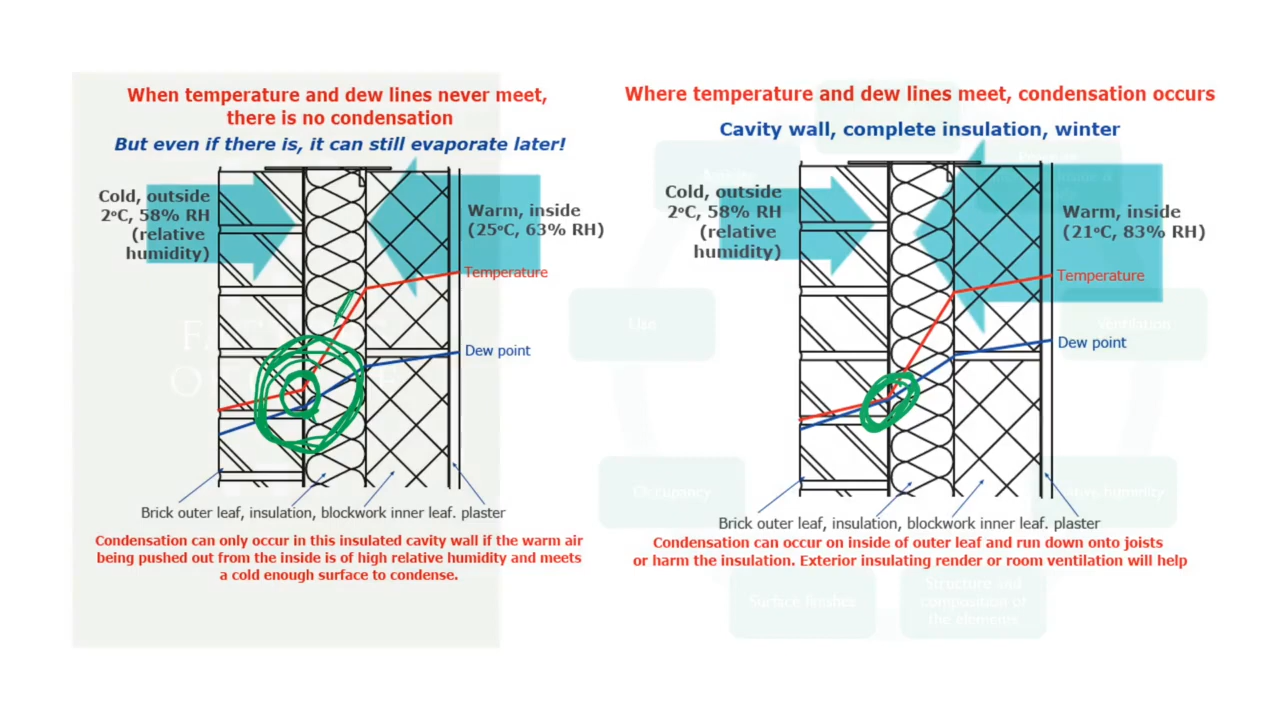 When temperature and dew lines never meet,
there is no condensation
But even if there is, it can still evaporate later!
Cold, outside
2°C, 58% RH
(relative
humidity)
Warm, inside
(25°C, 63% RH)
Temperature
Dew point
Brick outer leaf, insulation, blockwork inner leaf. plaster
Condensation can only occur in this insulated cavity wall if the warm air
being pushed out from the inside is of high relative humidity and meets
a cold enough surface to condense.
Where temperature and dew lines meet, condensation occurs
Cavity wall, complete insulation, winter
Cold, outside
2°C, 58% RH
(relative
humidity)
Warm, inside
(21°C, 83% RH)
Temperature
Dew point
Brick outer leaf, insulation, blockwork inner leaf. plaster
Condensation can occur on inside of outer leaf and run down onto joists
or harm the insulation. Exterior insulating render or room ventilation will help
Use
Ventilation
Occupancy
humidity
Surface finishes
Structure and
composition of
the elements